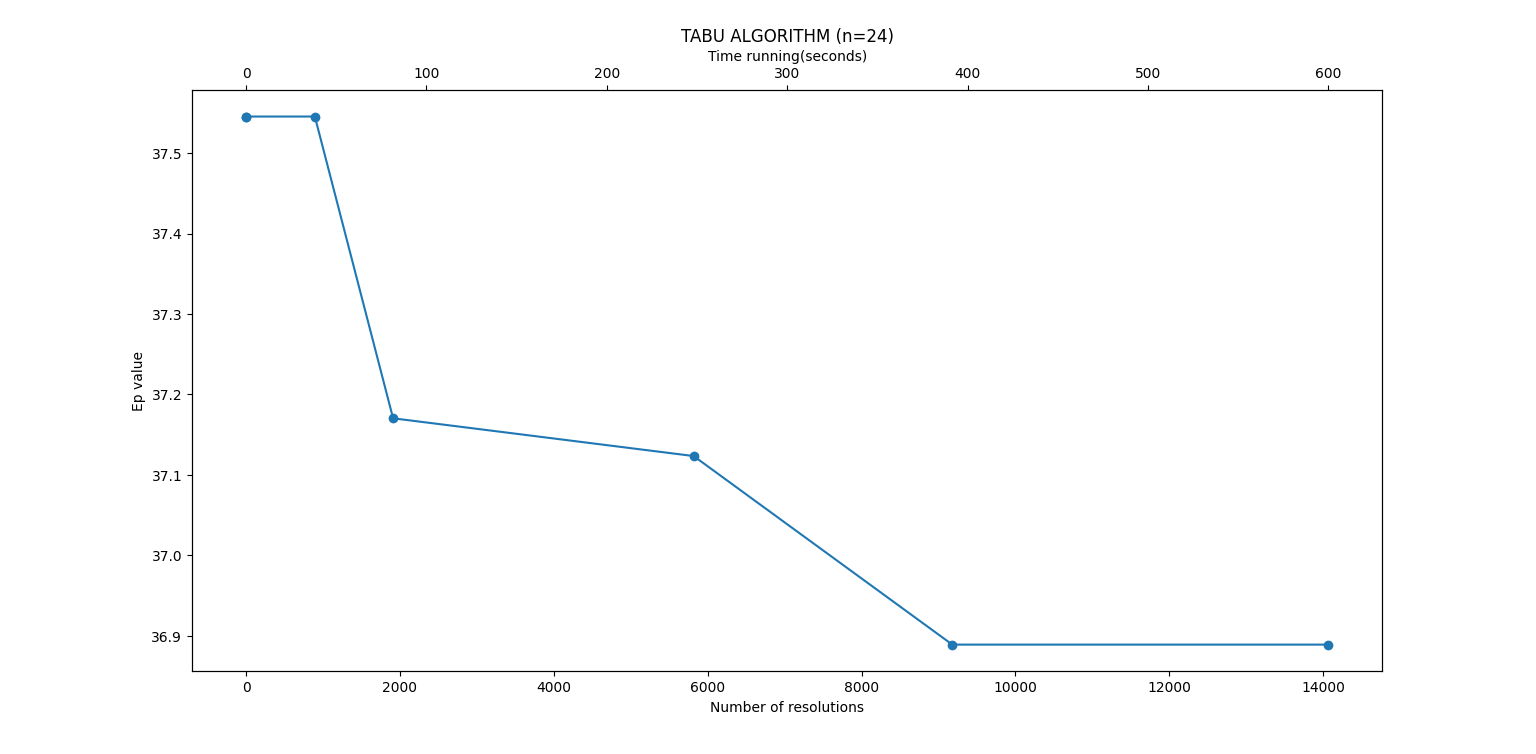 TABU ALGORITHM (n=24)
Time running(seconds)
0 100 200 300 400 500 600
37.5
37.4
37.3
37.2
37.1
37.0
36.9
Ep value
0 2000 4000 6000 8000 10000 12000 14000
Number of resolutions